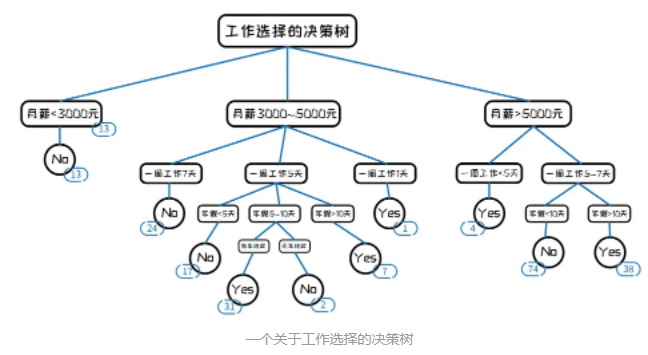 工作选择的决策树
月薪<3000元
月薪3000~5000元
月薪>5000元
13
No
13
一周工作7天
一周工作5天
一周工作1天
一周工作<5天
一周工作5-7天
No
24
年假<5天
年假5-10天
年假>10天
Yes
1
Yes
4
年假<10天
年假>10天
No
17
Yes
7
No
74
Yes
38
Yes
31
No
2
一个关于工作选择的决策树